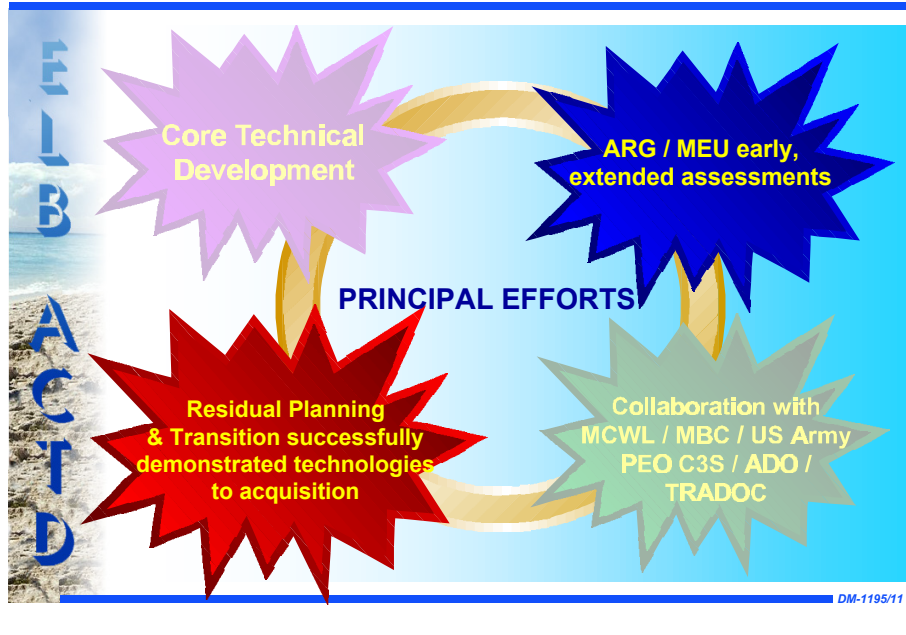 ELB ACTD
Core Technical
Development
ARG / MEU early,
extended assessments
PRINCIPAL EFFORTS
Residual Planning
& Transition successfully
demonstrated technologies
to acquisition
Collaboration with
MCWL / MBC / US Army
PEO C3S / ADO /
TRADOC
DM-1195/11